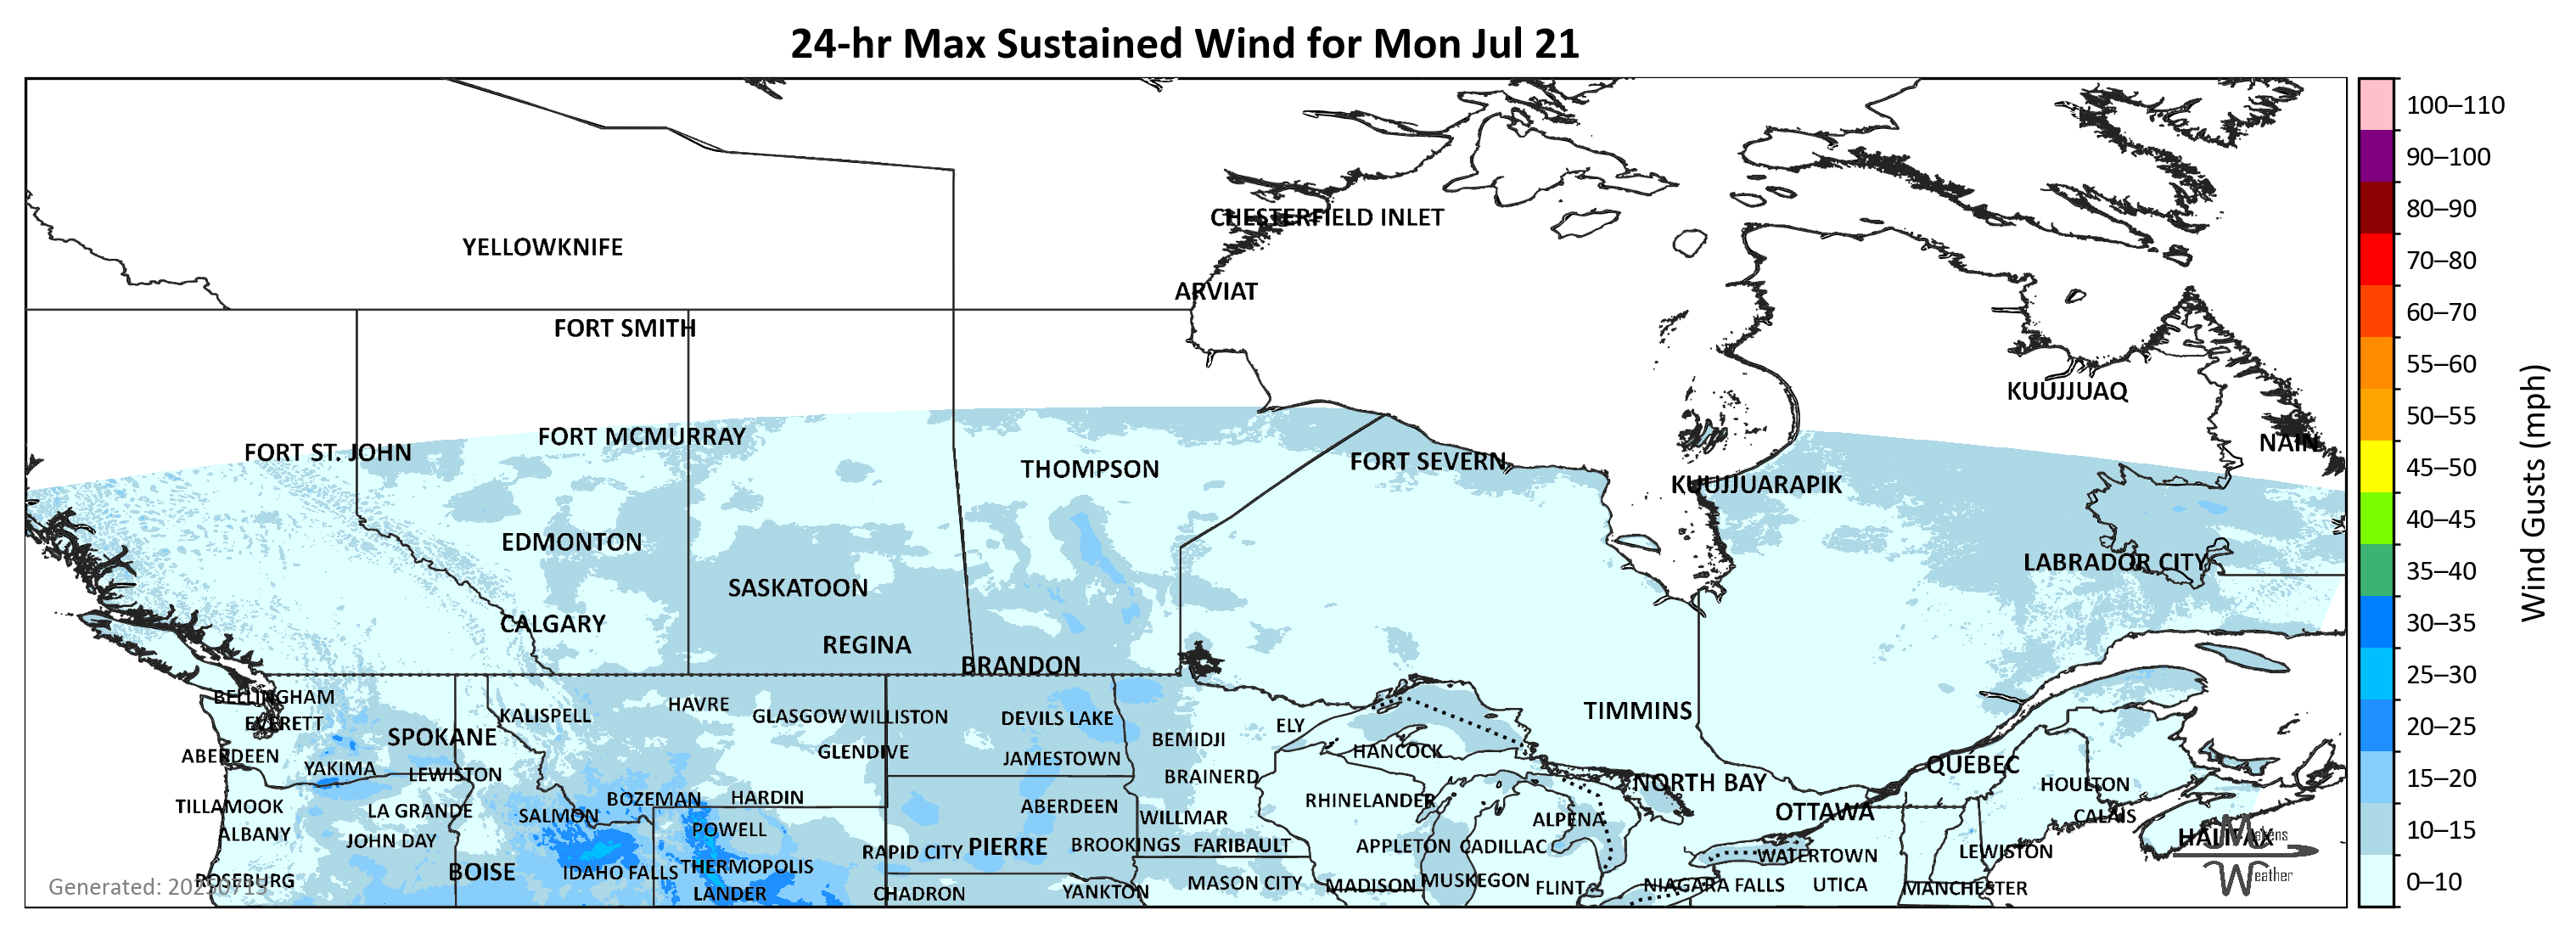 24-hr Max Sustained Wind for Mon Jul 21
100–110
90–100
80–90
70–80
60–70
55–60
50–55
45–50
40–45
35–40
30–35
25–30
20–25
15–20
10–15
0–10
Wind Gusts (mph)
CHESTERFIELD INLET
YELLOWKNIFE
ARVIAT
FORT SMITH
KUUJJUAQ
FORT MCMURRAY
NAIN
FORT ST. JOHN
FORT SEVERN
THOMPSON
KUUJJUARAPIK
EDMONTON
LABRADOR CITY
SASKATOON
CALGARY
REGINA
BRANDON
BELLINGHAM
HAVRE
TIMMINS
KALISPELL
GLASGOW
WILLISTON
DEVILS LAKE
EVERETT
ELY
SPOKANE
BEMIDJI
GLENDIVE
HANCOCK
ABERDEEN
JAMESTOWN
QUÉBEC
YAKIMA
LEWISTON
BRAINERD
NORTH BAY
HOULTON
BOZEMAN
HARDIN
RHINELANDER
TILLAMOOK
ABERDEEN
LA GRANDE
OTTAWA
SALMON
CALAIS
WILLMAR
ALPENA
POWELL
ALBANY
HALIFAX
JOHN DAY
PIERRE
BROOKINGS
FARIBAULT
APPLETON
CADILLAC
RAPID CITY
LEWISTON
WATERTOWN
THERMOPOLIS
BOISE
IDAHO FALLS
ROSEBURG
MUSKEGON
MASON CITY
MADISON
NIAGARA FALLS
UTICA
FLINT
MANCHESTER
LANDER
CHADRON
YANKTON
Weather
Generated: 20250715